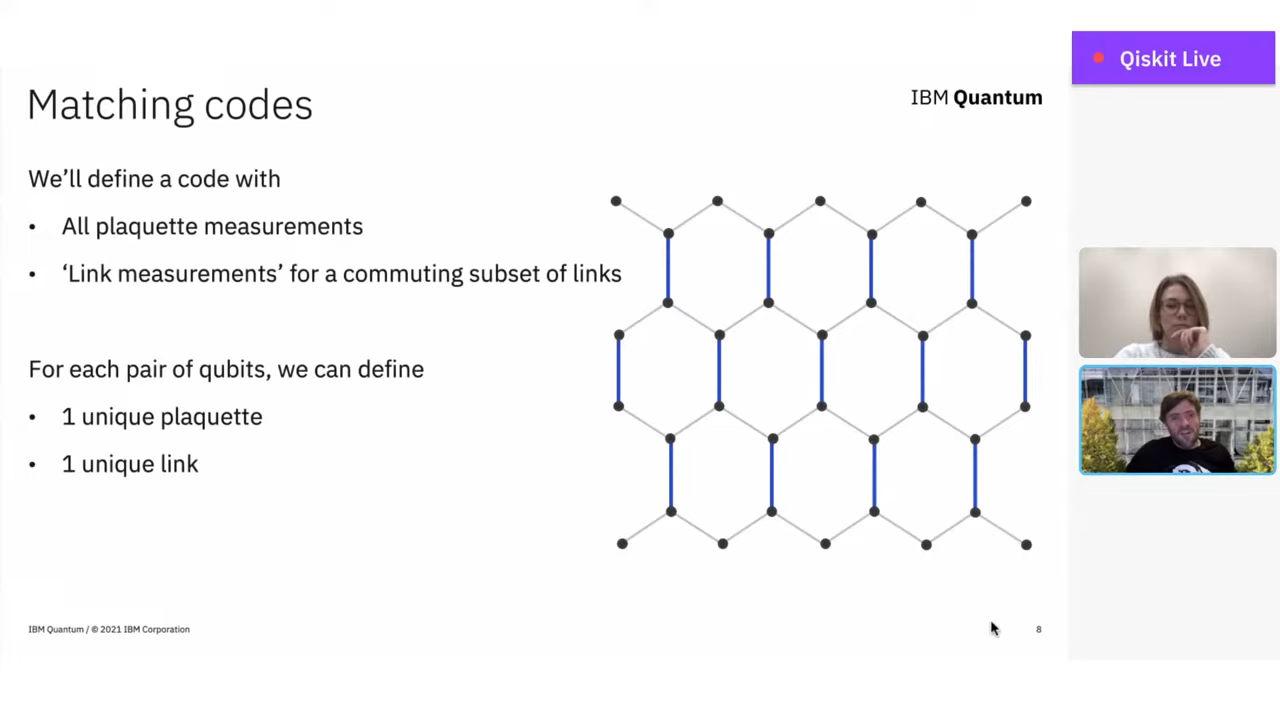 Qiskit Live
Matching codes
IBM Quantum
We'll define a code with
• All plaquette measurements
• ‘Link measurements’ for a commuting subset of links
For each pair of qubits, we can define
• 1 unique plaquette
• 1 unique link
IBM Quantum / © 2021 IBM Corporation
8